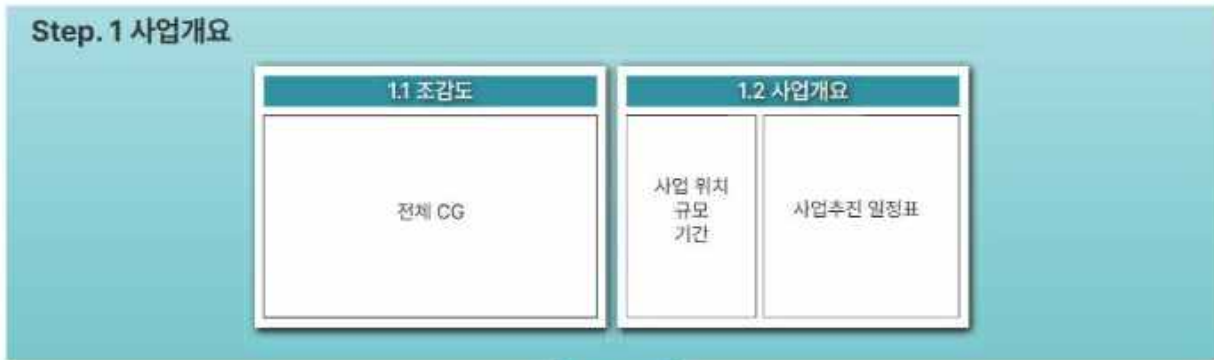 Step. 1 사업개요
1.1 조감도
1.2 사업개요
전체 CG
사업 위치
규모
기간
사업추진 일정표